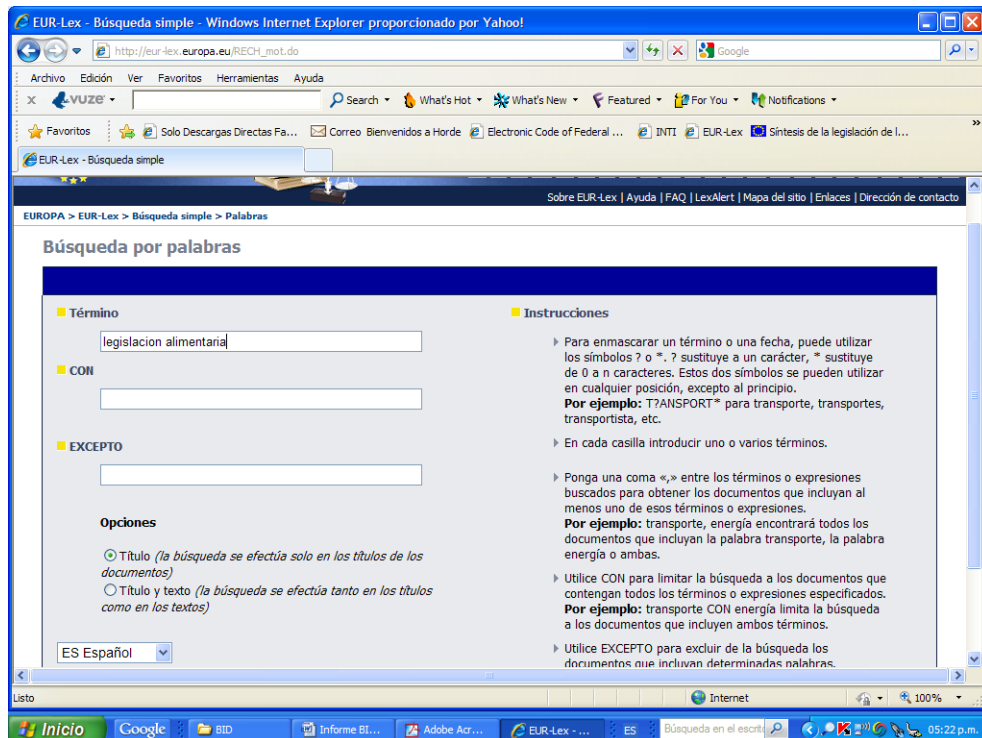 EUR-Lex - Búsqueda simple - Windows Internet Explorer proporcionado por Yahoo!
http://eur-lex.europa.eu/RECH_mot.do
Google
Archivo Edición Ver Favoritos Herramientas Ayuda
x vuze Search What's Hot What's New Featured For You Notifications
Favoritos Solo Descargas Directas Fa... Correo Bienvenidos a Horde Electronic Code of Federal ... INTI EUR-Lex Síntesis de la legislación de l... »
EUR-Lex - Búsqueda simple
Sobre EUR-Lex | Ayuda | FAQ | LexAlert | Mapa del sitio | Enlaces | Dirección de contacto
EUROPA > EUR-Lex > Búsqueda simple > Palabras
Búsqueda por palabras
Término
legislacion alimentaria
CON
EXCEPTO
Opciones
Título (la búsqueda se efectúa solo en los títulos de los
documentos)
Título y texto (la búsqueda se efectúa tanto en los títulos
como en los textos)
ES Español
Instrucciones
Para enmascarar un término o una fecha, puede utilizar
los símbolos ? o *. ? sustituye a un carácter, * sustituye
de 0 a n caracteres. Estos dos símbolos se pueden utilizar
en cualquier posición, excepto al principio.
Por ejemplo: T?ANSPORT* para transporte, transportes,
transportista, etc.
En cada casilla introducir uno o varios términos.
Ponga una coma «,» entre los términos o expresiones
buscados para obtener los documentos que incluyan al
menos uno de esos términos o expresiones.
Por ejemplo: transporte, energía encontrará todos los
documentos que incluyan la palabra transporte, la palabra
energía o ambas.
Utilice CON para limitar la búsqueda a los documentos que
contengan todos los términos o expresiones especificados.
Por ejemplo: transporte CON energía limita la búsqueda
a los documentos que incluyen ambos términos.
Utilice EXCEPTO para excluir de la búsqueda los
documentos que incluyan determinadas palabras.
Listo Internet 100%
Inicio Google BID Informe BI... Adobe Acr... EUR-Lex - ... ES Búsqueda en el escrito 05:22 p.m.